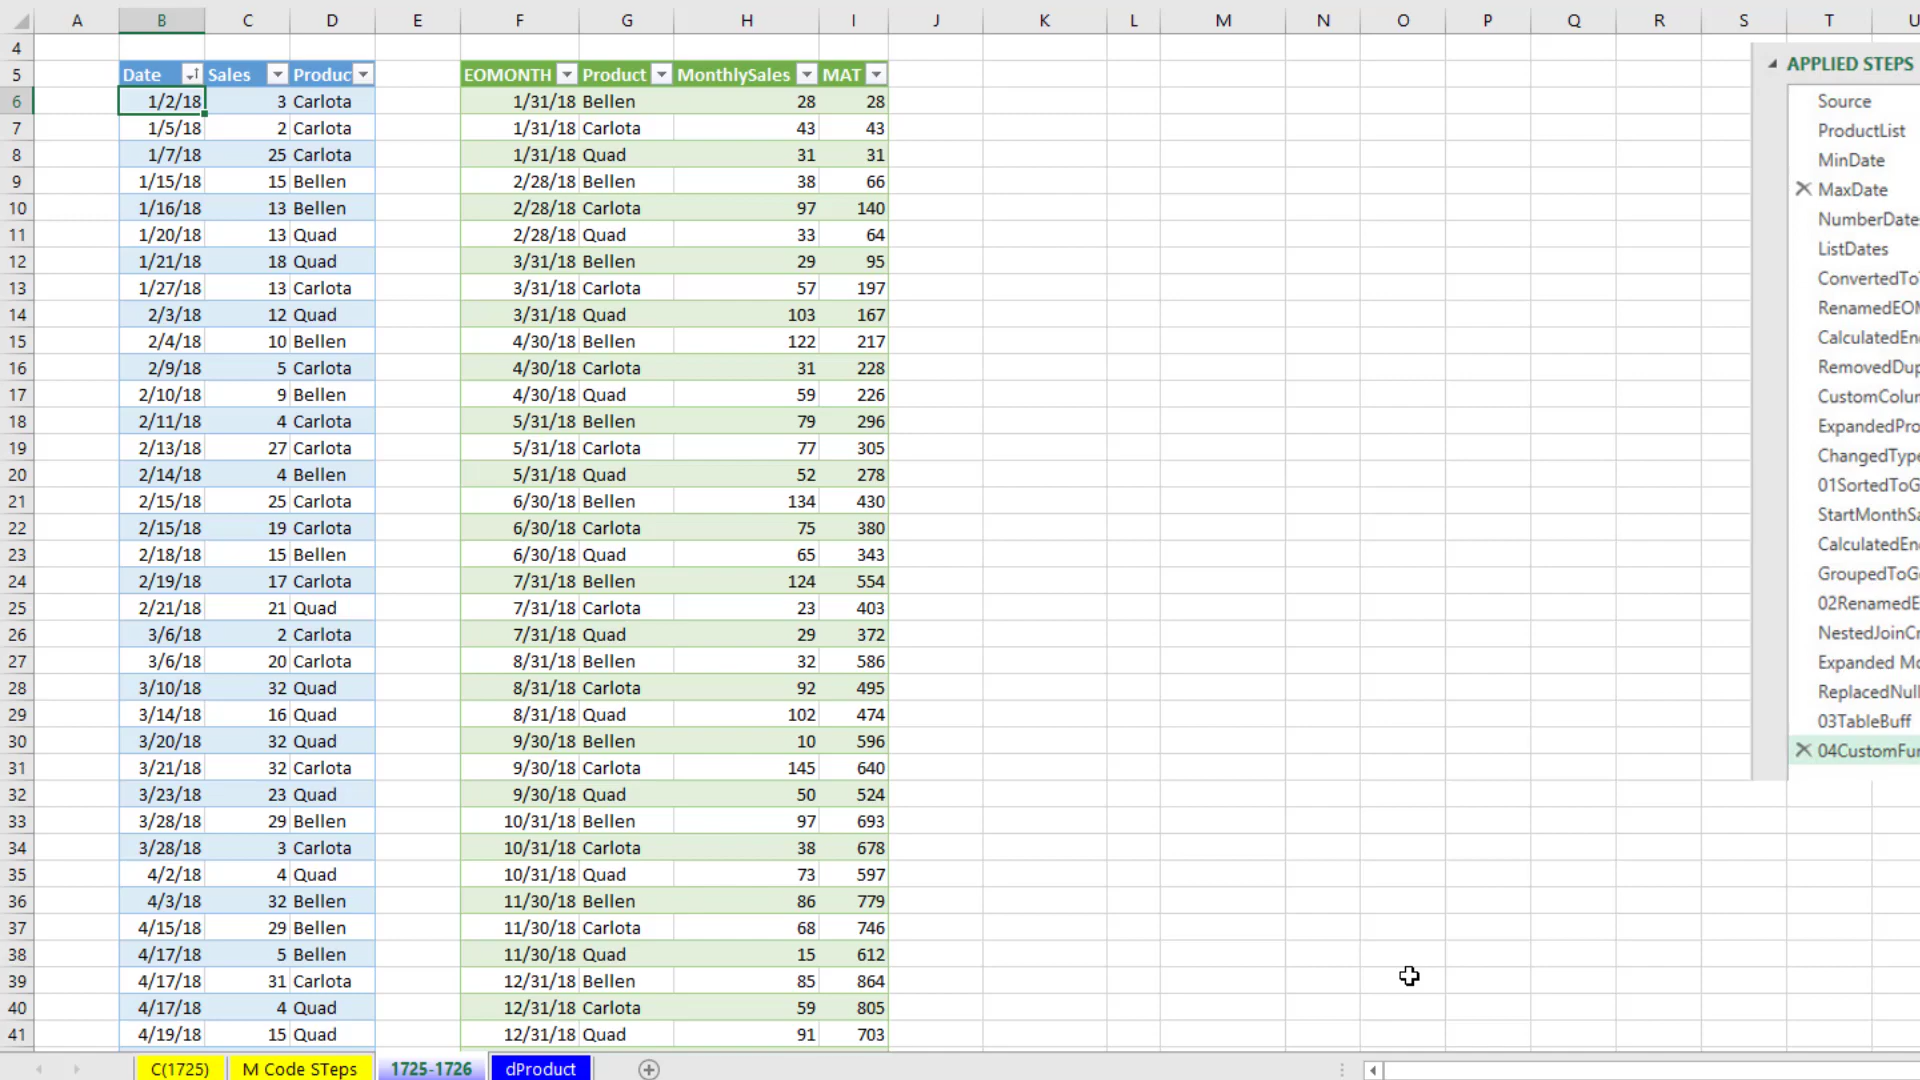 A B C D E F G H I J K L M N O P Q R S T U
4
5 Date Sales Produc EOMONTH Product MonthlySales MAT
6 1/2/18 3 Carlota 1/31/18 Bellen 28 28
7 1/5/18 2 Carlota 1/31/18 Carlota 43 43
8 1/7/18 25 Carlota 1/31/18 Quad 31 31
9 1/15/18 15 Bellen 2/28/18 Bellen 38 66
10 1/16/18 13 Bellen 2/28/18 Carlota 97 140
11 1/20/18 13 Quad 2/28/18 Quad 33 64
12 1/21/18 18 Quad 3/31/18 Bellen 29 95
13 1/27/18 13 Carlota 3/31/18 Carlota 57 197
14 2/3/18 12 Quad 3/31/18 Quad 103 167
15 2/4/18 10 Bellen 4/30/18 Bellen 122 217
16 2/9/18 5 Carlota 4/30/18 Carlota 31 228
17 2/10/18 9 Bellen 4/30/18 Quad 59 226
18 2/11/18 4 Carlota 5/31/18 Bellen 79 296
19 2/13/18 27 Carlota 5/31/18 Carlota 77 305
20 2/14/18 4 Bellen 5/31/18 Quad 52 278
21 2/15/18 25 Carlota 6/30/18 Bellen 134 430
22 2/15/18 19 Carlota 6/30/18 Carlota 75 380
23 2/18/18 15 Bellen 6/30/18 Quad 65 343
24 2/19/18 17 Carlota 7/31/18 Bellen 124 554
25 2/21/18 21 Quad 7/31/18 Carlota 23 403
26 3/6/18 2 Carlota 7/31/18 Quad 29 372
27 3/6/18 20 Carlota 8/31/18 Bellen 32 586
28 3/10/18 32 Quad 8/31/18 Carlota 92 495
29 3/14/18 16 Quad 8/31/18 Quad 102 474
30 3/20/18 32 Quad 9/30/18 Bellen 10 596
31 3/21/18 32 Carlota 9/30/18 Carlota 145 640
32 3/23/18 23 Quad 9/30/18 Quad 50 524
33 3/28/18 29 Bellen 10/31/18 Bellen 97 693
34 3/28/18 3 Carlota 10/31/18 Carlota 38 678
35 4/2/18 4 Quad 10/31/18 Quad 73 597
36 4/3/18 32 Bellen 11/30/18 Bellen 86 779
37 4/15/18 29 Bellen 11/30/18 Carlota 68 746
38 4/17/18 5 Bellen 11/30/18 Quad 15 612
39 4/17/18 31 Carlota 12/31/18 Bellen 85 864
40 4/17/18 4 Quad 12/31/18 Carlota 59 805
41 4/19/18 15 Quad 12/31/18 Quad 91 703
APPLIED STEPS
Source
ProductList
MinDate
MaxDate
NumberDate
ListDates
ConvertedTo
RenamedEOM
CalculatedEn
RemovedDup
CustomColu
ExpandedPro
ChangedType
01SortedToG
StartMonthSa
CalculatedEn
GroupedToG
02RenamedE
NestedJoinCr
Expanded Mo
ReplacedNull
03TableBuff
04CustomFu
C(1725) M Code STeps 1725-1726 dProduct